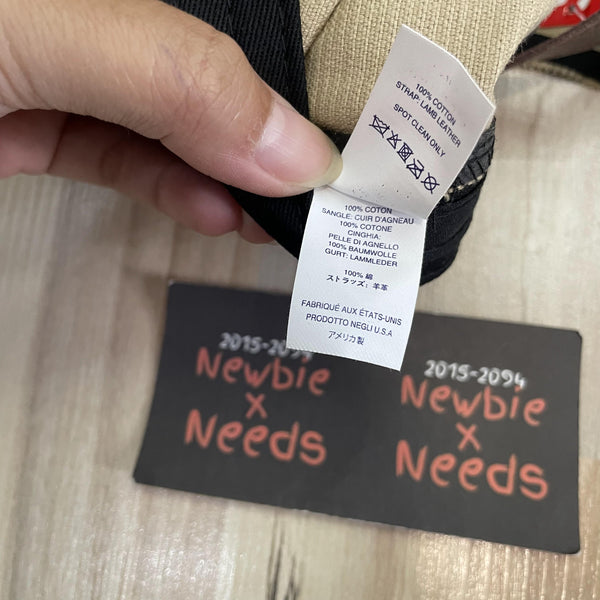 100% COTTON
STRAP: LAMB LEATHER
SPOT CLEAN ONLY
100% COTON
SANGLE: CUIR D'AGNEAU
100% COTONE
CINGHIA:
PELLE DI AGNELLO
100% BAUMWOLLE
GURT: LAMMLEDER
100% 綿
ストラップ: 羊革
FABRIQUÉ AUX ÉTATS-UNIS
PRODOTTO NEGLI U.S.A
アメリカ製
2015-2094
Newbie
x
Needs
2015-2094
Newbie
x
Needs